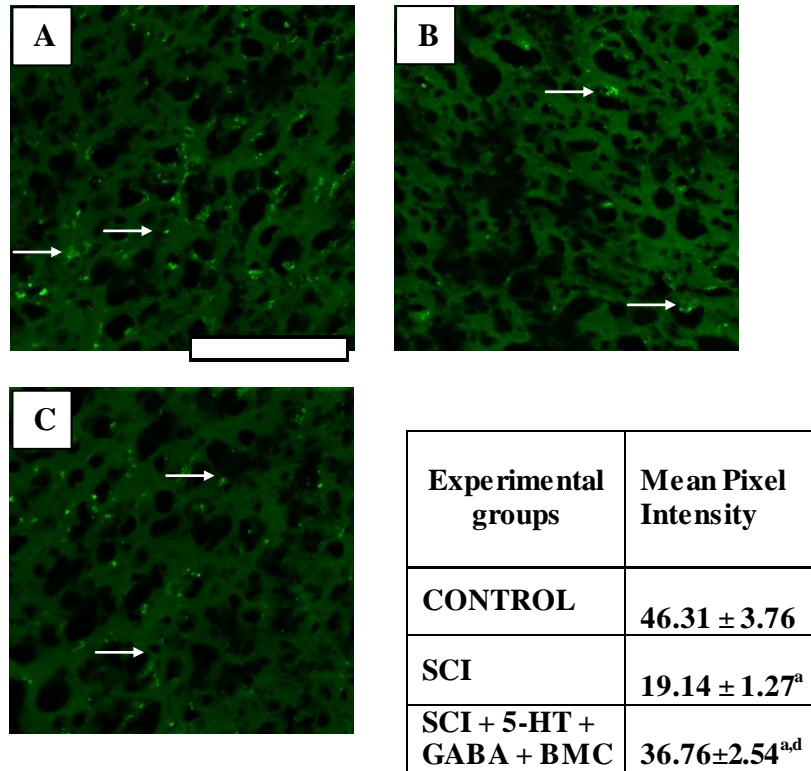 A
B
C
Experimental
groups
Mean Pixel
Intensity
CONTROL
46.31 ± 3.76
SCI
19.14 ± 1.27ᵃ
SCI + 5-HT +
GABA + BMC
36.76±2.54ᵃ,ᵈ